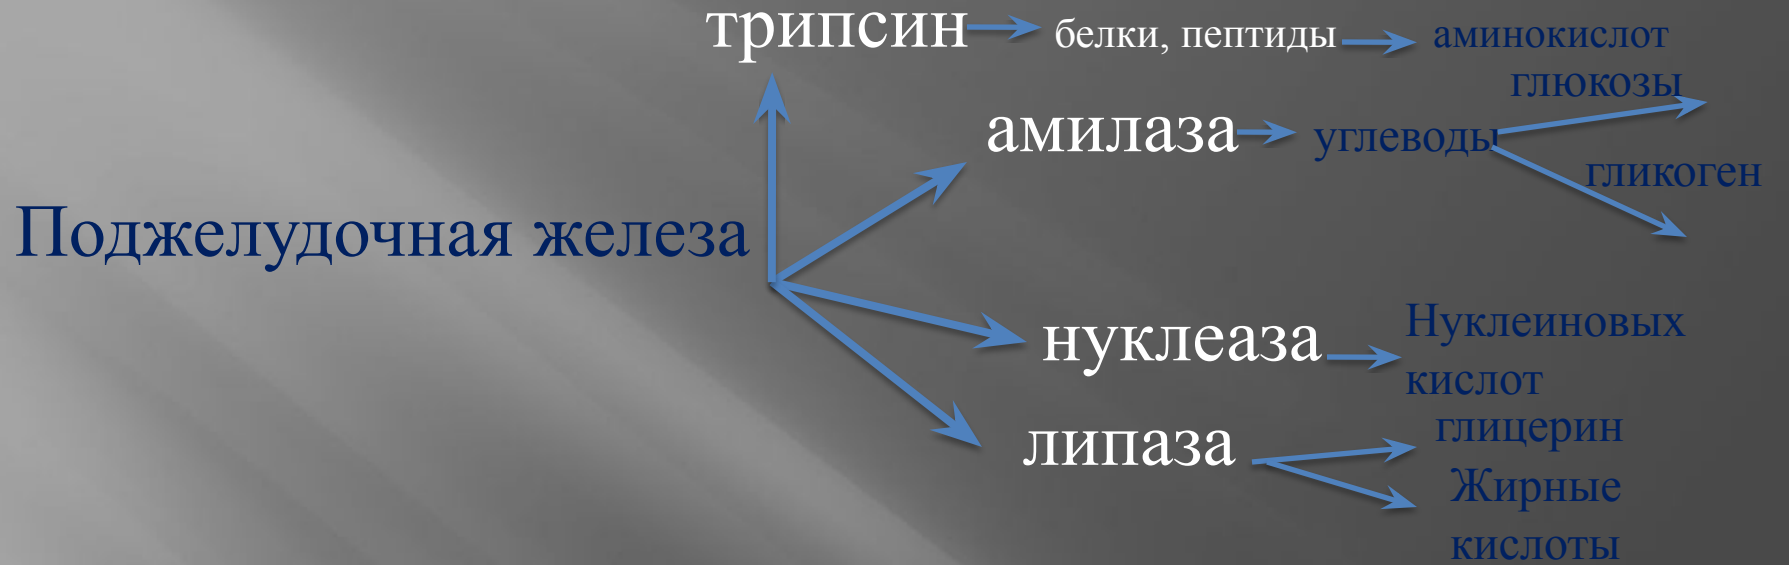 трипсин белки, пептиды аминокислот
глюкозы
амилаза углеводы
гликоген
Поджелудочная железа
нуклеаза Нуклеиновых
кислот
липаза глицерин
Жирные
кислоты